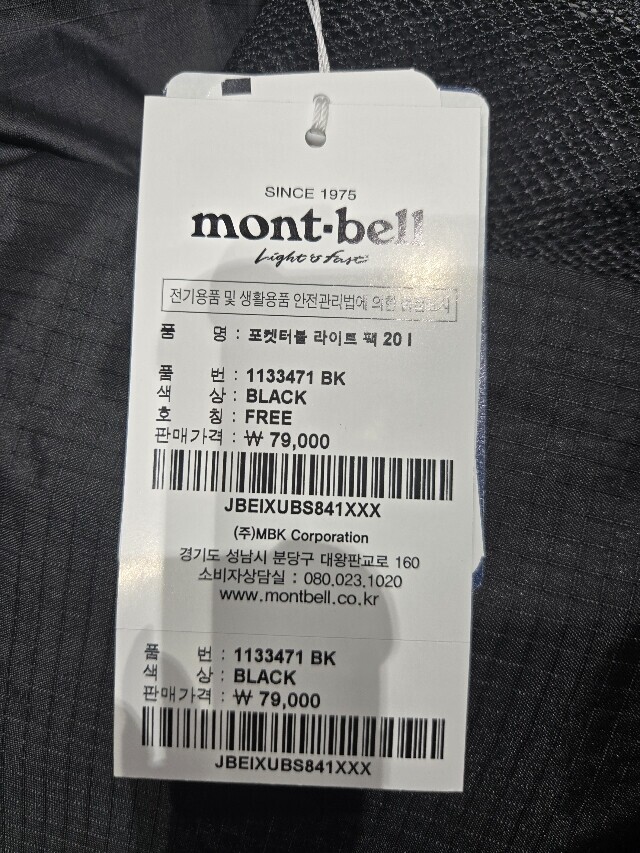 SINCE 1975
mont·bell
Light & Fast
전기용품 및 생활용품 안전관리법에 의한
품 명 : 포켓터블 라이트 팩 20 l
품 번 : 1133471 BK
색 상 : BLACK
호 칭 : FREE
판매가격 : ₩ 79,000
JBEIXUBS841XXX
(주)MBK Corporation
경기도 성남시 분당구 대왕판교로 160
소비자상담실 : 080.023.1020
www.montbell.co.kr
품 번 : 1133471 BK
색 상 : BLACK
판매가격 : ₩ 79,000
JBEIXUBS841XXX